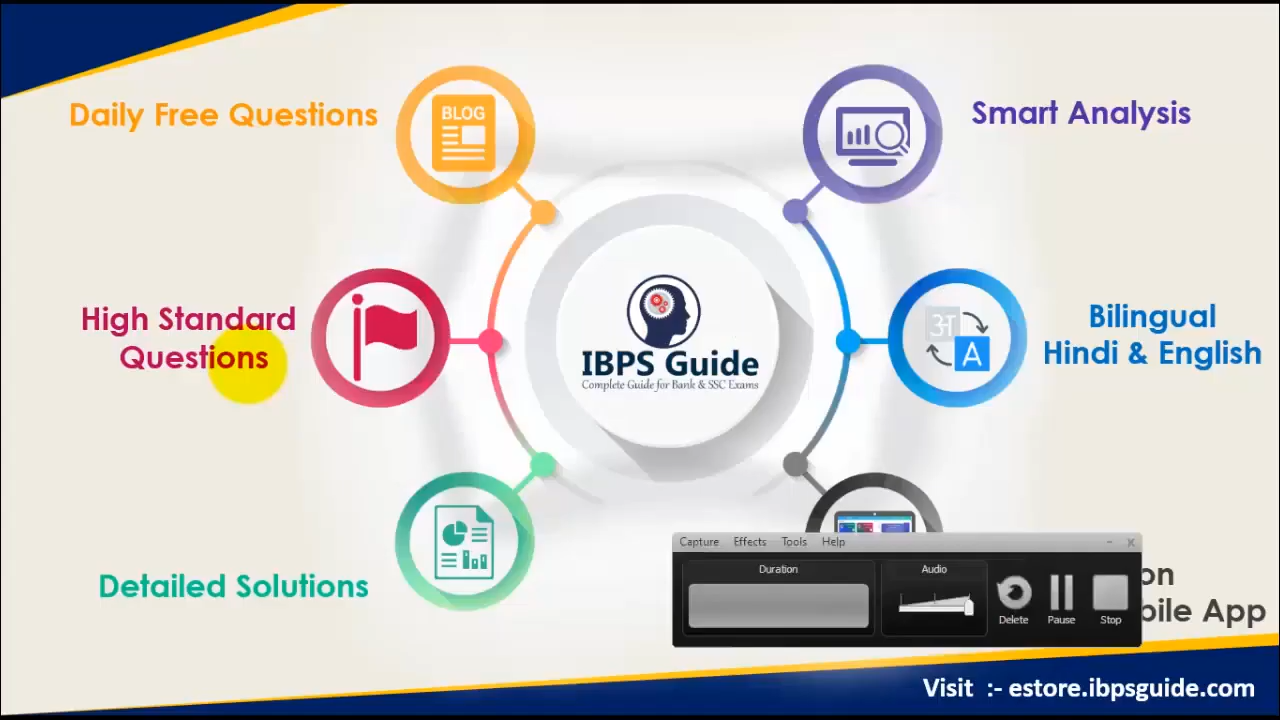 Daily Free Questions
BLOG
Smart Analysis
High Standard
Questions
IBPS Guide
Complete Guide for Bank & SSC Exams
अ
A
Bilingual
Hindi & English
Detailed Solutions
Capture Effects Tools Help
Duration
Audio
Delete
Pause
Stop
on
bile App
Visit :- estore.ibpsguide.com